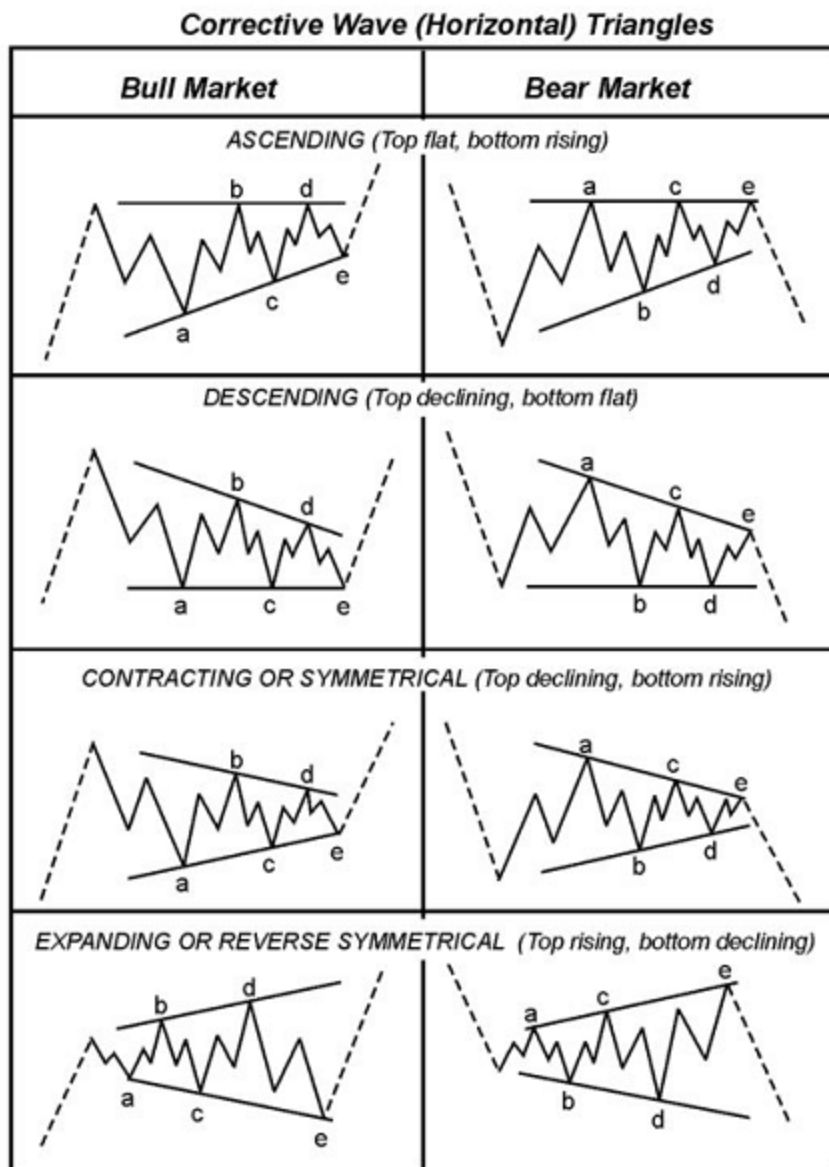 Corrective Wave (Horizontal) Triangles
Bull Market
Bear Market
ASCENDING (Top flat, bottom rising)
b d
a c e
a c e
b d
DESCENDING (Top declining, bottom flat)
b d
a c e
a c e
b d
CONTRACTING OR SYMMETRICAL (Top declining, bottom rising)
b d
a c e
a c e
b d
EXPANDING OR REVERSE SYMMETRICAL (Top rising, bottom declining)
b d
a c e
a c e
b d